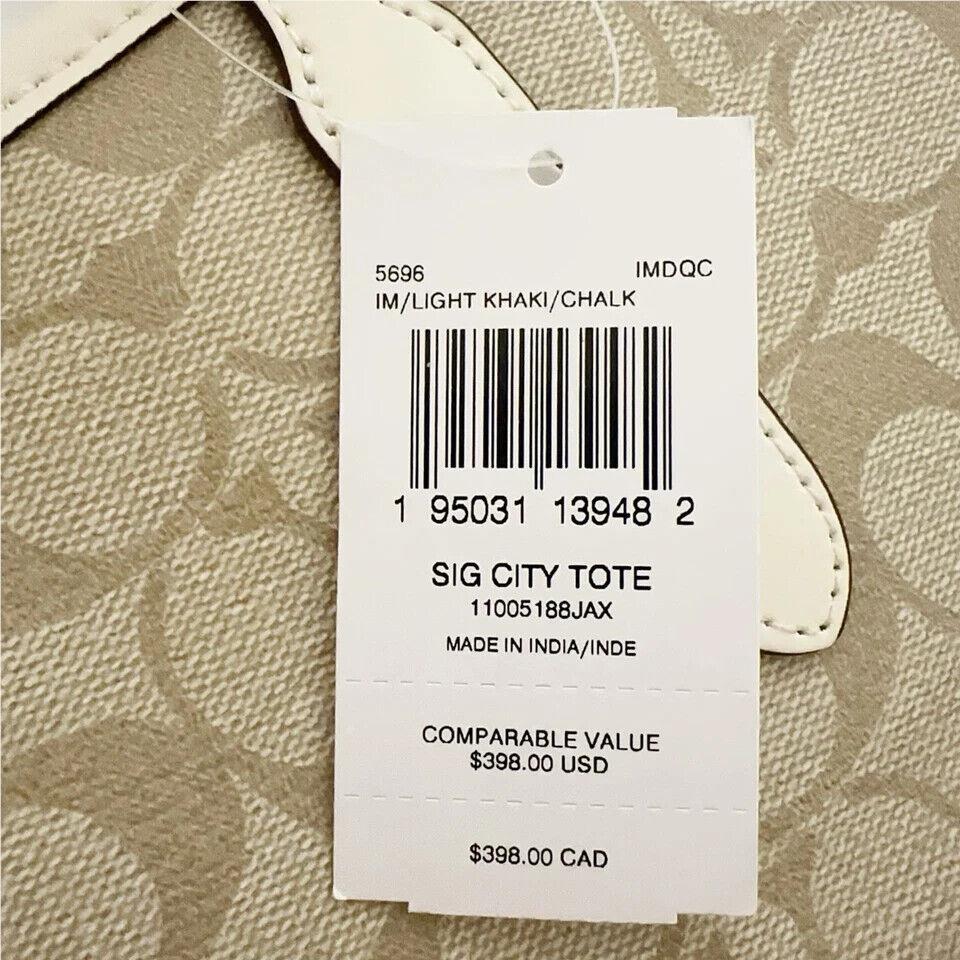 5696 IMDQC
IM/LIGHT KHAKI/CHALK
1 95031 13948 2
SIG CITY TOTE
11005188JAX
MADE IN INDIA/INDE
COMPARABLE VALUE
$398.00 USD
$398.00 CAD